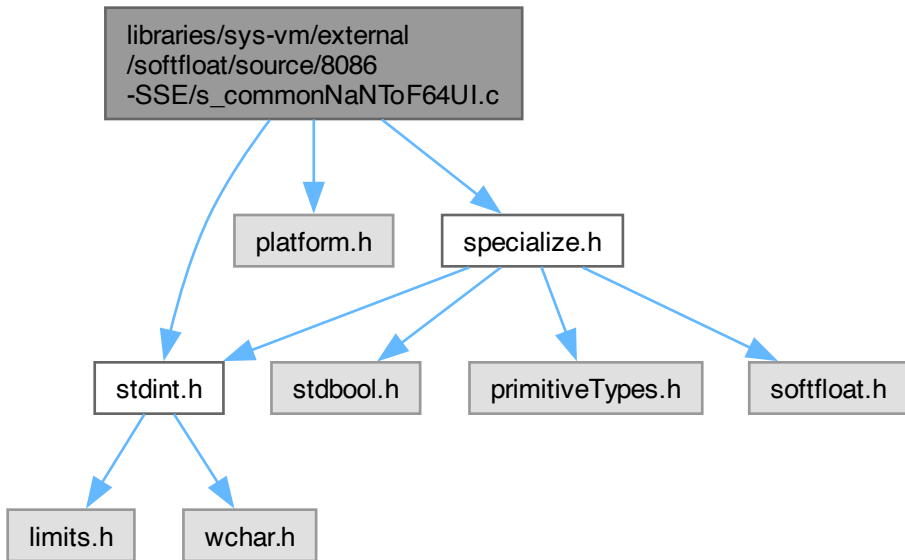 libraries/sys-vm/external
/softfloat/source/8086
-SSE/s_commonNaNToF64UI.c
platform.h
specialize.h
stdint.h
stdbool.h
primitiveTypes.h
softfloat.h
limits.h
wchar.h